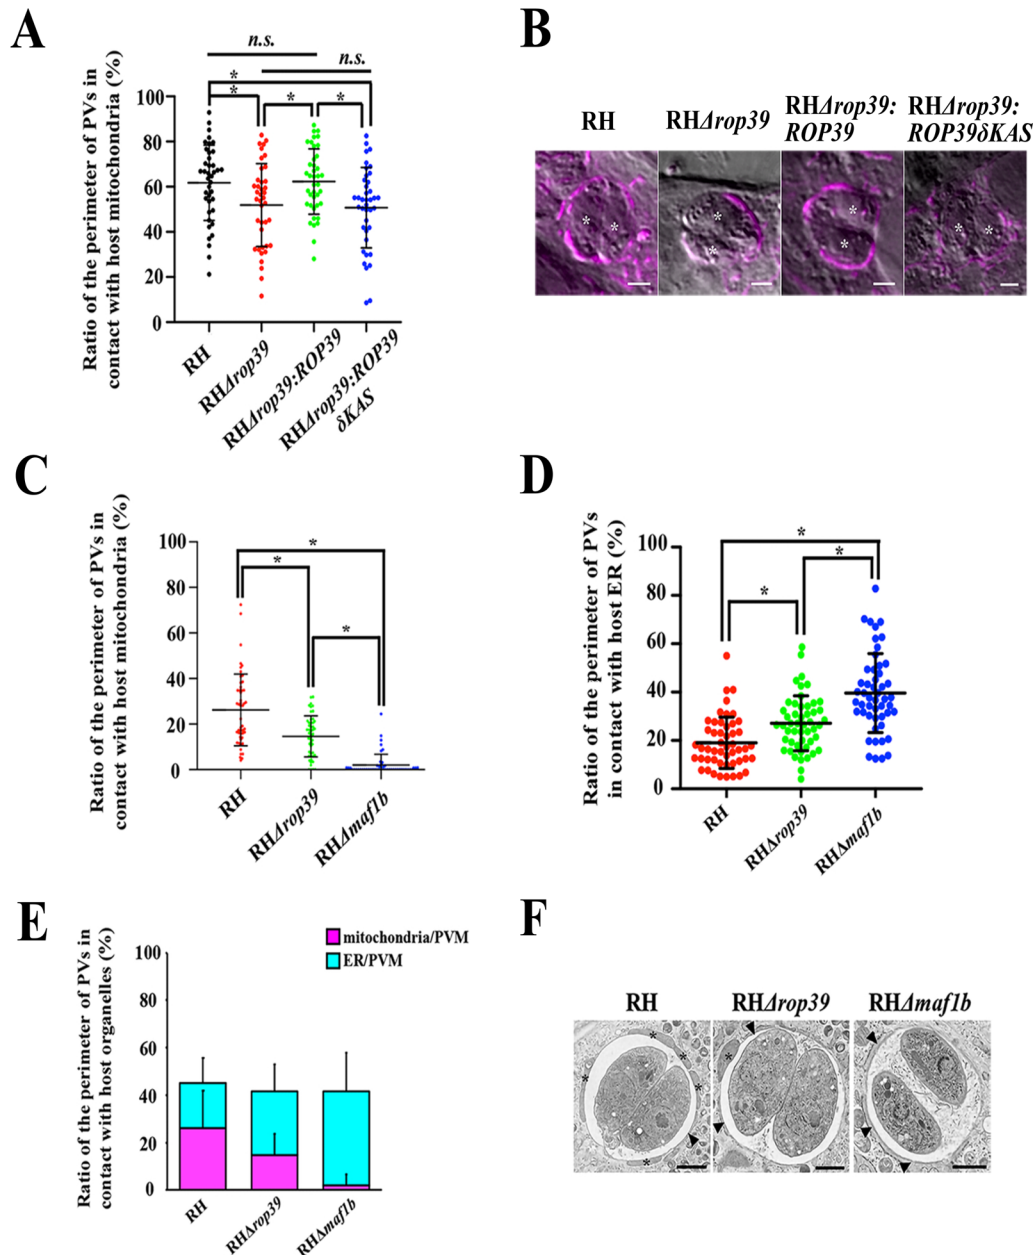 A
Ratio of the perimeter of PVs in
contact with host mitochondria (%)
n.s.
n.s.
*
*
*
*
100
80
60
40
20
0
RH
RHΔrop39
RHΔrop39:ROP39
RHΔrop39:ROP39
δKAS
B
RH
RHΔrop39
RHΔrop39:
ROP39
RHΔrop39:
ROP39δKAS
* *
* *
* *
* *
C
Ratio of the perimeter of PVs in
contact with host mitochondria (%)
*
*
*
100
60
40
20
0
RH
RHΔrop39
RHΔmaf1b
D
Ratio of the perimeter of PVs
in contact with host ER (%)
*
*
*
100
80
60
40
20
0
RH
RHΔrop39
RHΔmaf1b
E
Ratio of the perimeter of PVs in
contact with host organelles (%)
mitochondria/PVM
ER/PVM
100
80
60
40
20
0
RH
RHΔrop39
RHΔmaf1b
F
RH
RHΔrop39
RHΔmaf1b